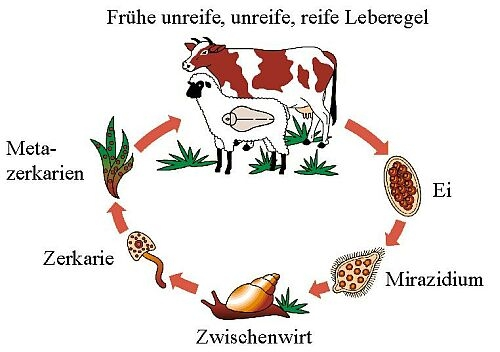 Frühe unreife, unreife, reife Leberegel
Meta-
zerkarien
Ei
Zerkarie
Mirazidium
Zwischenwirt